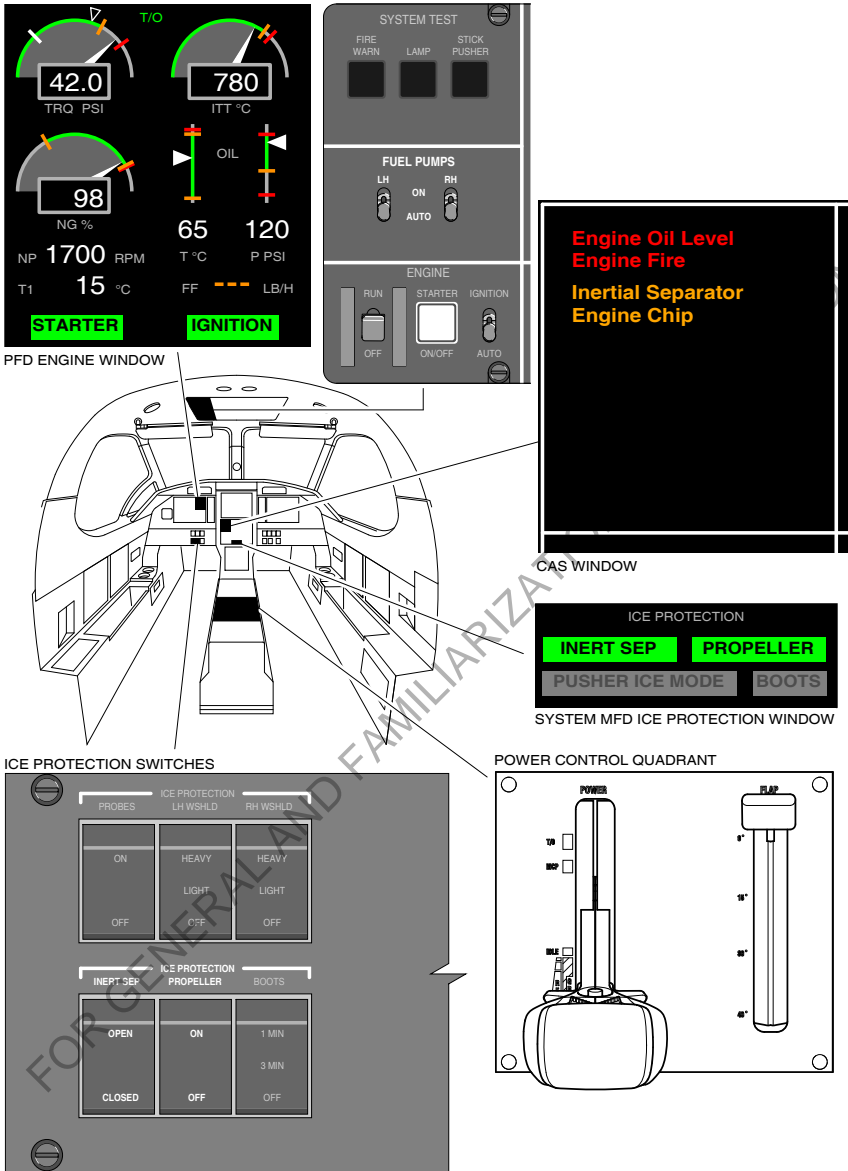 T/O
42.0
TRQ PSI
780
ITT °C
98
NG %
OIL
65
T °C
120
P PSI
NP 1700 RPM
T1 15 °C
FF --- LB/H
STARTER
IGNITION
PFD ENGINE WINDOW
SYSTEM TEST
FIRE WARN
LAMP
STICK PUSHER
FUEL PUMPS
LH
RH
ON
AUTO
ENGINE
RUN
OFF
STARTER
ON/OFF
IGNITION
AUTO
Engine Oil Level
Engine Fire
Inertial Separator
Engine Chip
CAS WINDOW
ICE PROTECTION
INERT SEP
PROPELLER
PUSHER ICE MODE
BOOTS
SYSTEM MFD ICE PROTECTION WINDOW
ICE PROTECTION SWITCHES
ICE PROTECTION
PROBES
LH WSHLD
RH WSHLD
ON
HEAVY
HEAVY
LIGHT
LIGHT
OFF
OFF
OFF
ICE PROTECTION
INERT SEP
PROPELLER
BOOTS
OPEN
ON
1 MIN
3 MIN
CLOSED
OFF
OFF
POWER CONTROL QUADRANT
POWER
FLAP
T/O
MCP
IDLE
0°
15°
30°
40°
FOR GENERAL AND FAMILIARIZATI